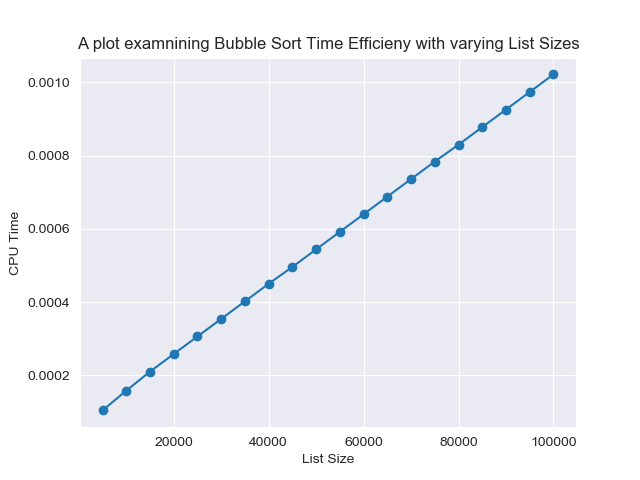 A plot examnining Bubble Sort Time Efficieny with varying List Sizes
0.0010
0.0008
0.0006
0.0004
0.0002
CPU Time
20000 40000 60000 80000 100000
List Size